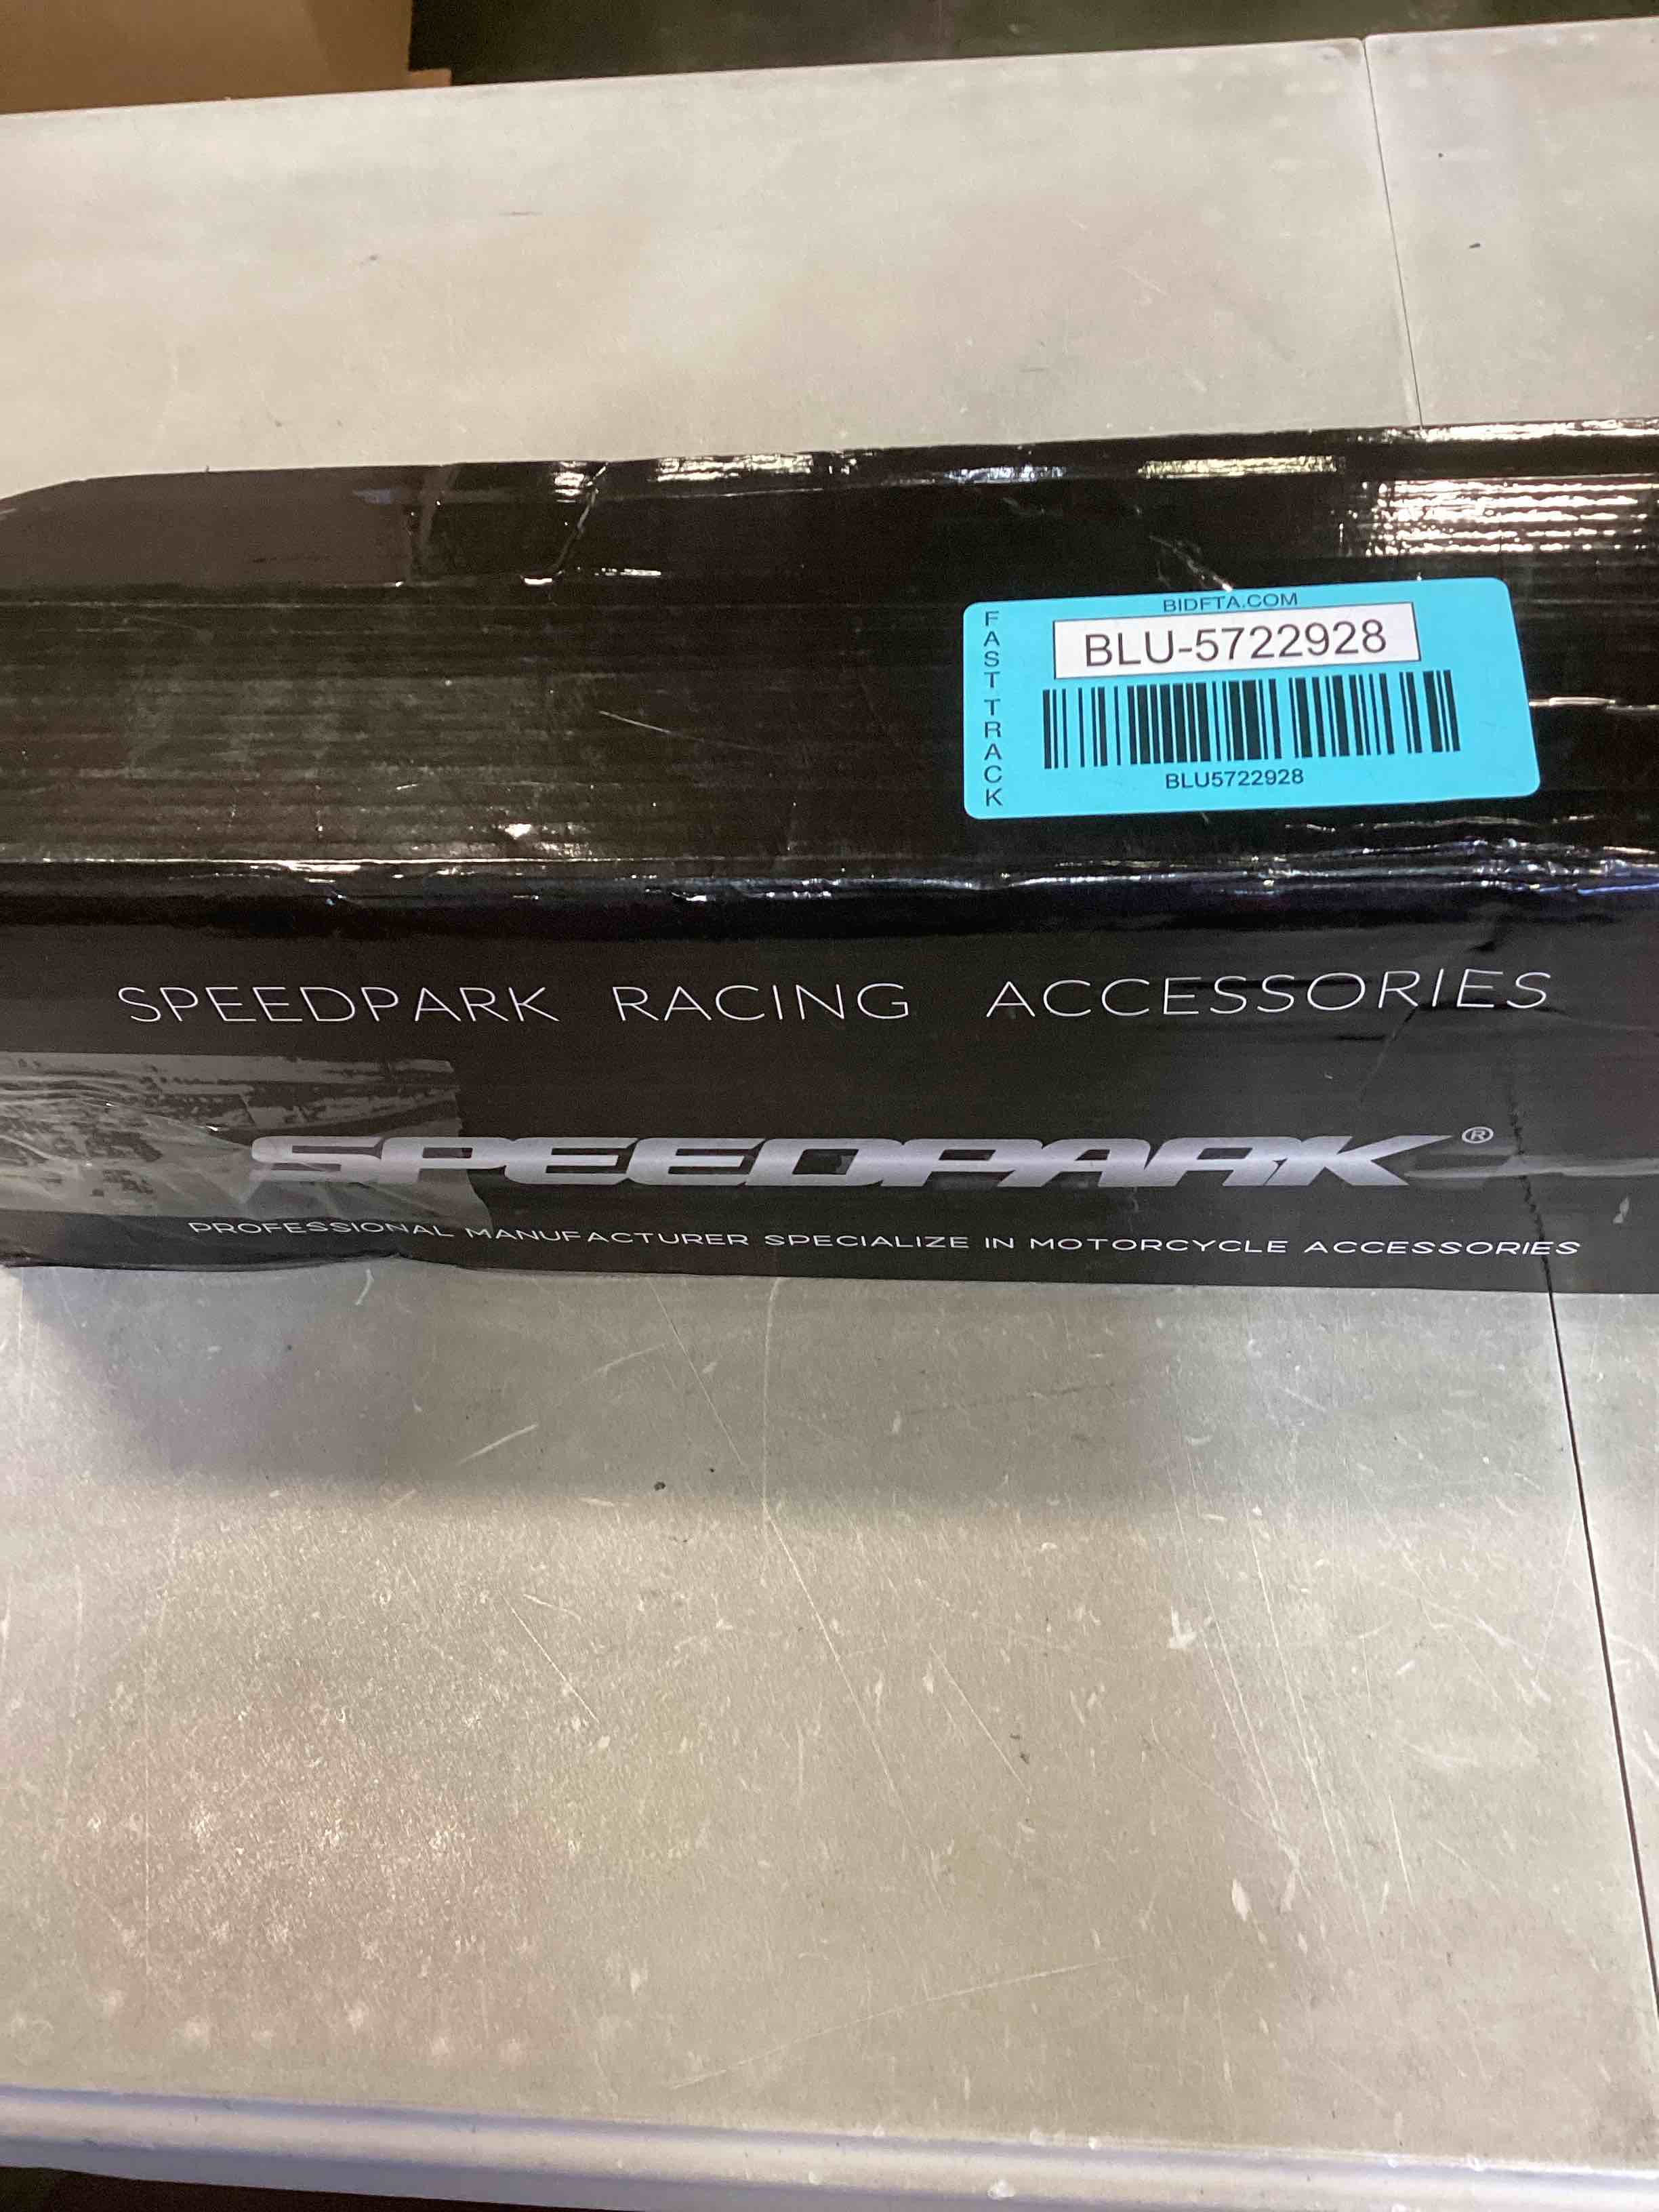 BIDFTA.COM
FAST TRACK
BLU-5722928
BLU5722928
SPEEDPARK RACING ACCESSORIES
SPEEDPARK®
PROFESSIONAL MANUFACTURER SPECIALIZE IN MOTORCYCLE ACCESSORIES